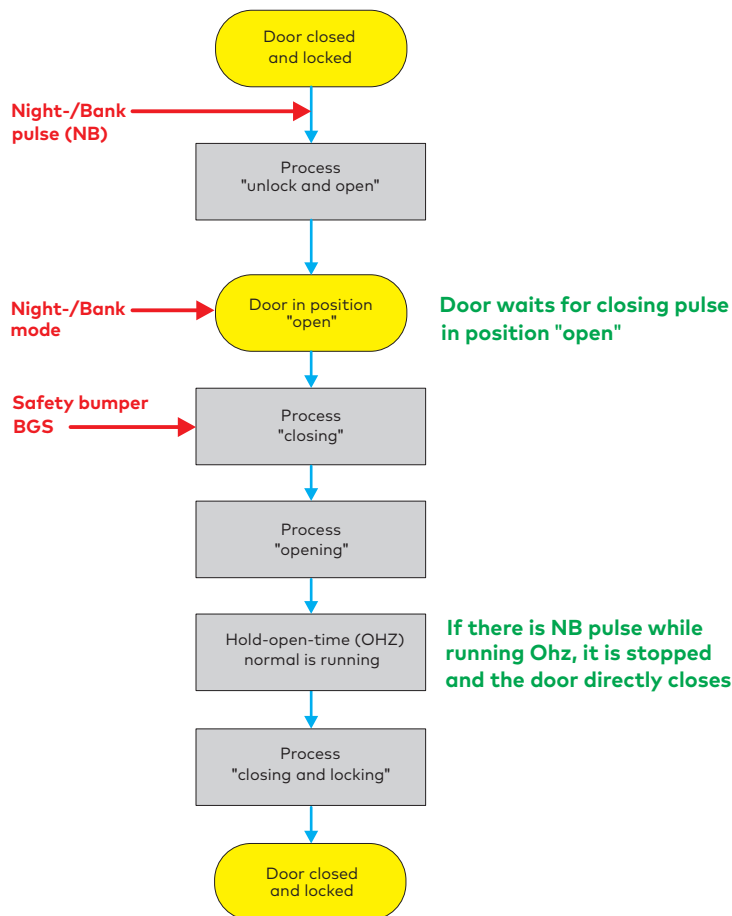 Door closed
and locked
Night-/Bank
pulse (NB)
Process
"unlock and open"
Night-/Bank
mode
Door in position
"open"
Door waits for closing pulse
in position "open"
Safety bumper
BGS
Process
"closing"
Process
"opening"
Hold-open-time (OHZ)
normal is running
If there is NB pulse while
running Ohz, it is stopped
and the door directly closes
Process
"closing and locking"
Door closed
and locked